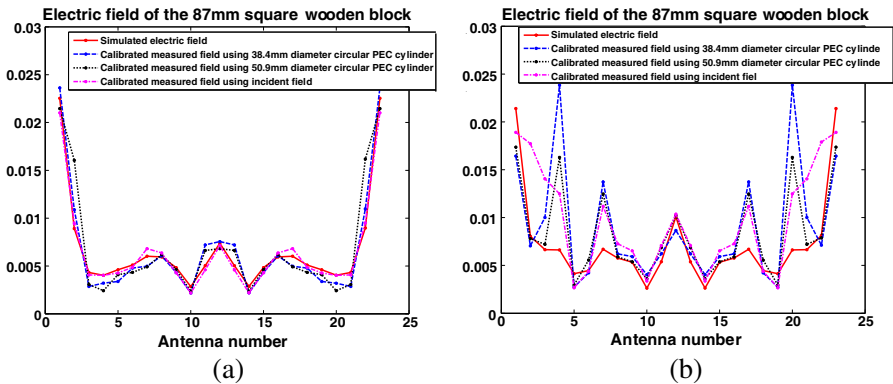 Electric field of the 87mm square wooden block
Simulated electric field
Calibrated measured field using 38.4mm diameter circular PEC cylinder
Calibrated measured field using 50.9mm diameter circular PEC cylinder
Calibrated measured field using incident field
0.03
0.025
0.02
0.015
0.01
0.005
0
0 5 10 15 20 25
Antenna number
(a)
Electric field of the 87mm square wooden block
Simulated electric field
Calibrated measured field using 38.4mm diameter circular PEC cylinde
Calibrated measured field using 50.9mm diameter circular PEC cylinde
Calibrated measured field using incident fiel
0.03
0.025
0.02
0.015
0.01
0.005
0
0 5 10 15 20 25
Antenna number
(b)